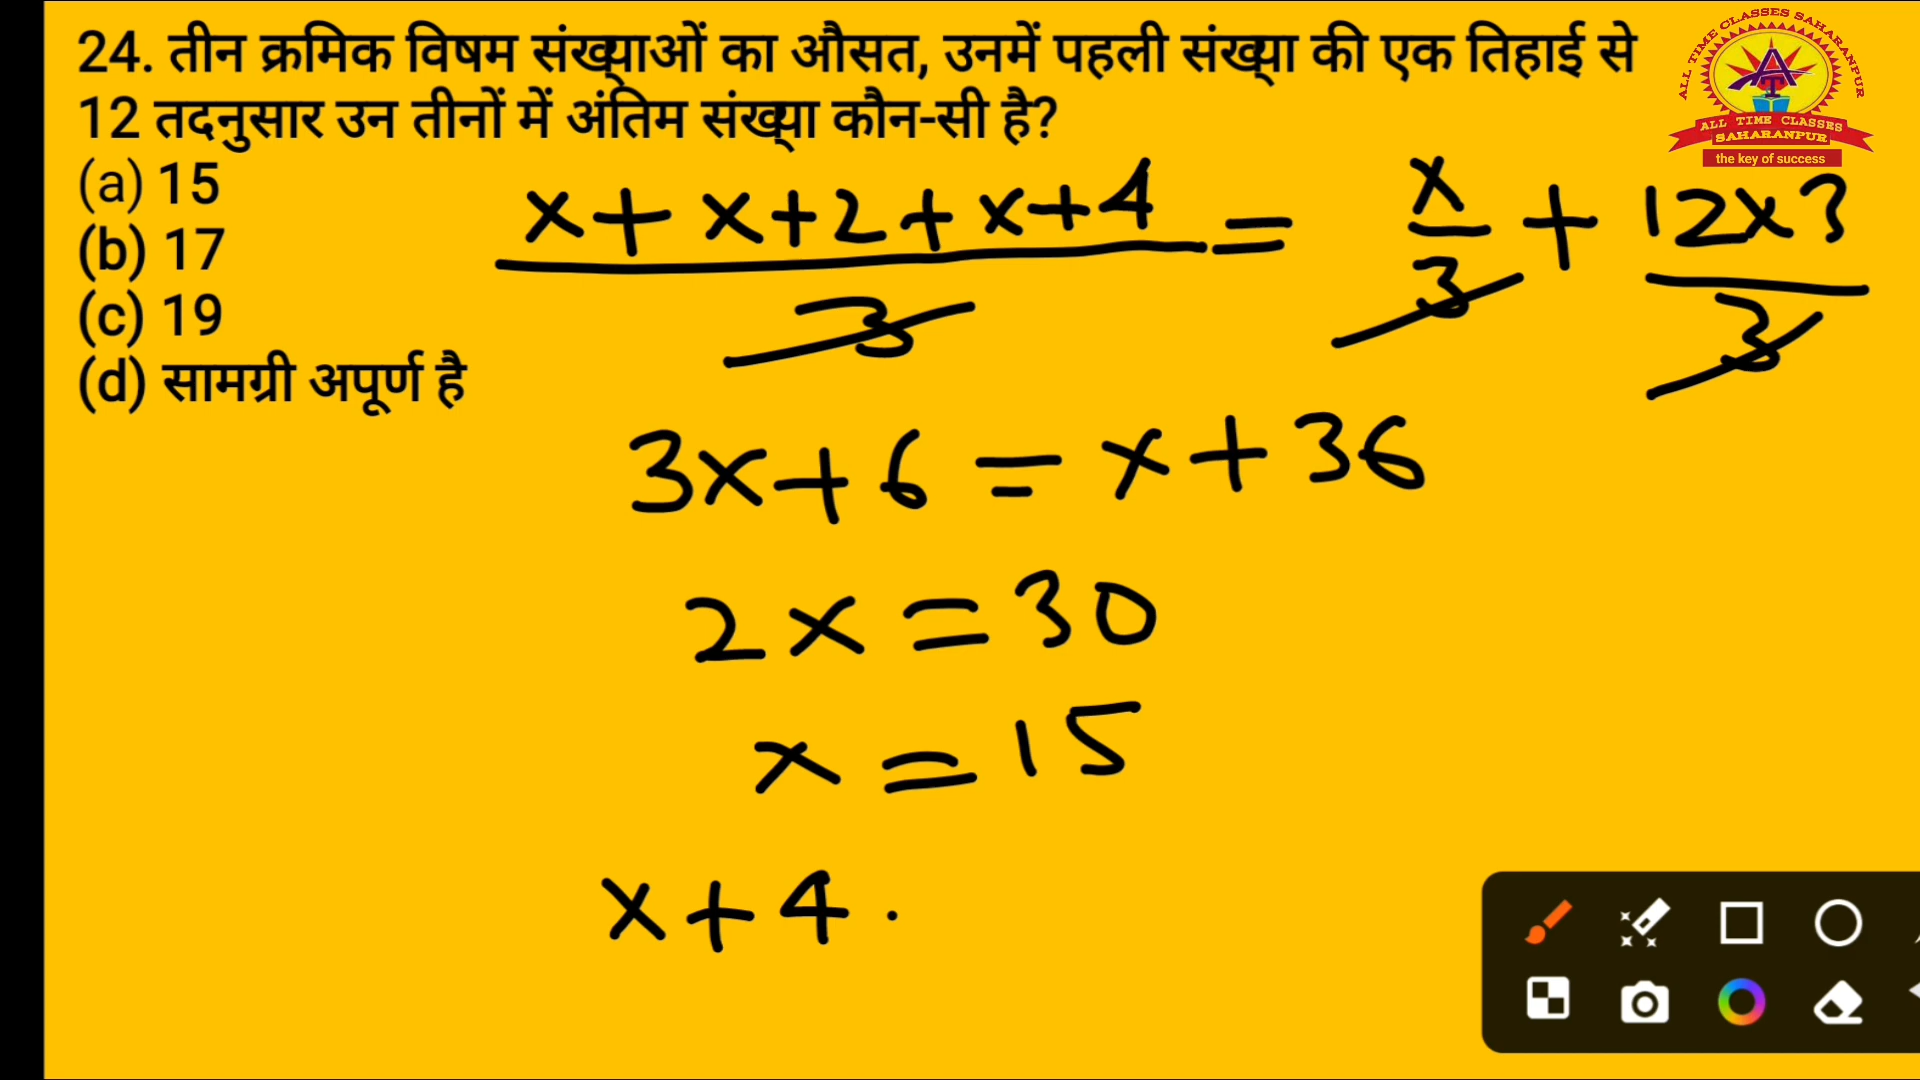 24. तीन क्रमिक विषम संख्याओं का औसत, उनमें पहली संख्या की एक तिहाई से
12 तदनुसार उन तीनों में अंतिम संख्या कौन-सी है?
(a) 15
(b) 17
(c) 19
(d) सामग्री अपूर्ण है
x + x+2 + x+4 / 3 = x/3 + 12x3/3
3x+6 = x+36
2x = 30
x = 15
x+4 .
ALL TIME CLASSES SAHARANPUR
ALL TIME CLASSES
SAHARANPUR
the key of success